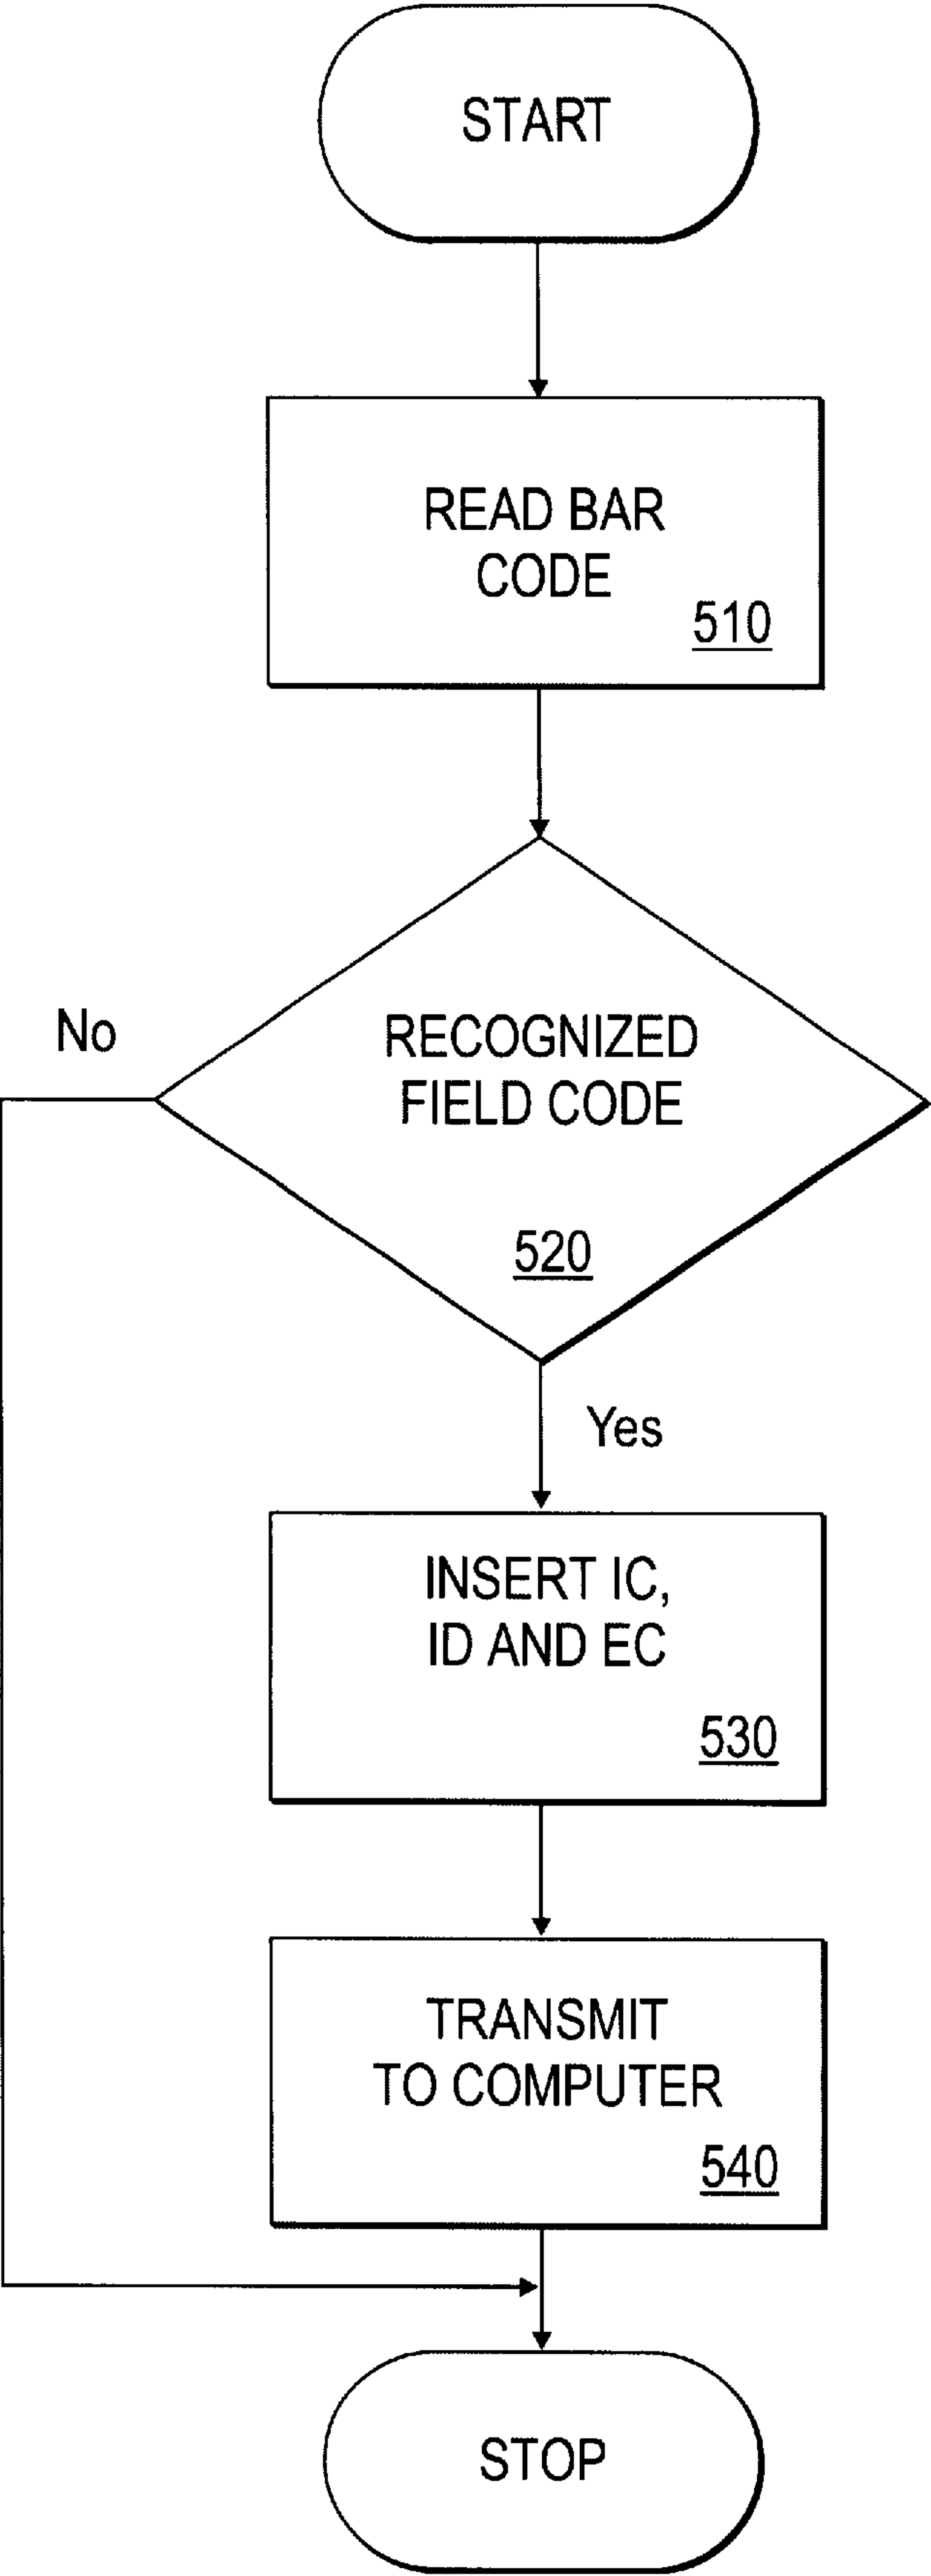 START
READ BAR
CODE
510
No
RECOGNIZED
FIELD CODE
520
Yes
INSERT IC,
ID AND EC
530
TRANSMIT
TO COMPUTER
540
STOP